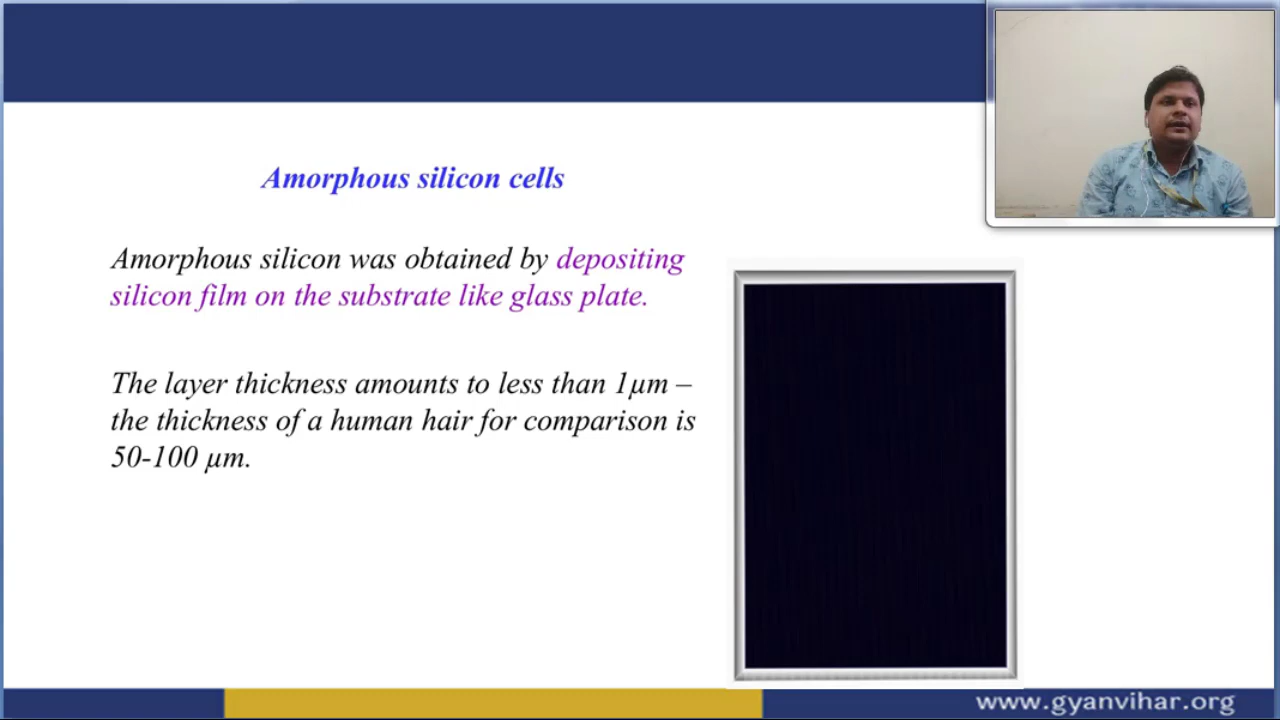 Amorphous silicon cells
Amorphous silicon was obtained by depositing
silicon film on the substrate like glass plate.
The layer thickness amounts to less than 1µm –
the thickness of a human hair for comparison is
50-100 µm.
www.gyanvihar.org